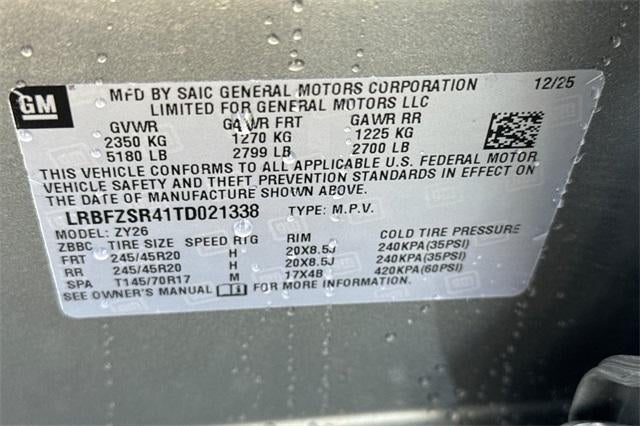 GM
MFD BY SAIC GENERAL MOTORS CORPORATION 12/25
LIMITED FOR GENERAL MOTORS LLC
GVWR GAWR FRT GAWR RR
2350 KG 1270 KG 1225 KG
5180 LB 2799 LB 2700 LB
THIS VEHICLE CONFORMS TO ALL APPLICABLE U.S. FEDERAL MOTOR
VEHICLE SAFETY AND THEFT PREVENTION STANDARDS IN EFFECT ON
THE DATE OF MANUFACTURE SHOWN ABOVE.
LRBFZSR41TD021338 TYPE: M.P.V.
MODEL: ZY26
ZBBC TIRE SIZE SPEED RTG RIM COLD TIRE PRESSURE
FRT 245/45R20 H 20X8.5J 240KPA(35PSI)
RR 245/45R20 H 20X8.5J 240KPA(35PSI)
SPA T145/70R17 M 17X4B 420KPA(60PSI)
SEE OWNER'S MANUAL FOR MORE INFORMATION.